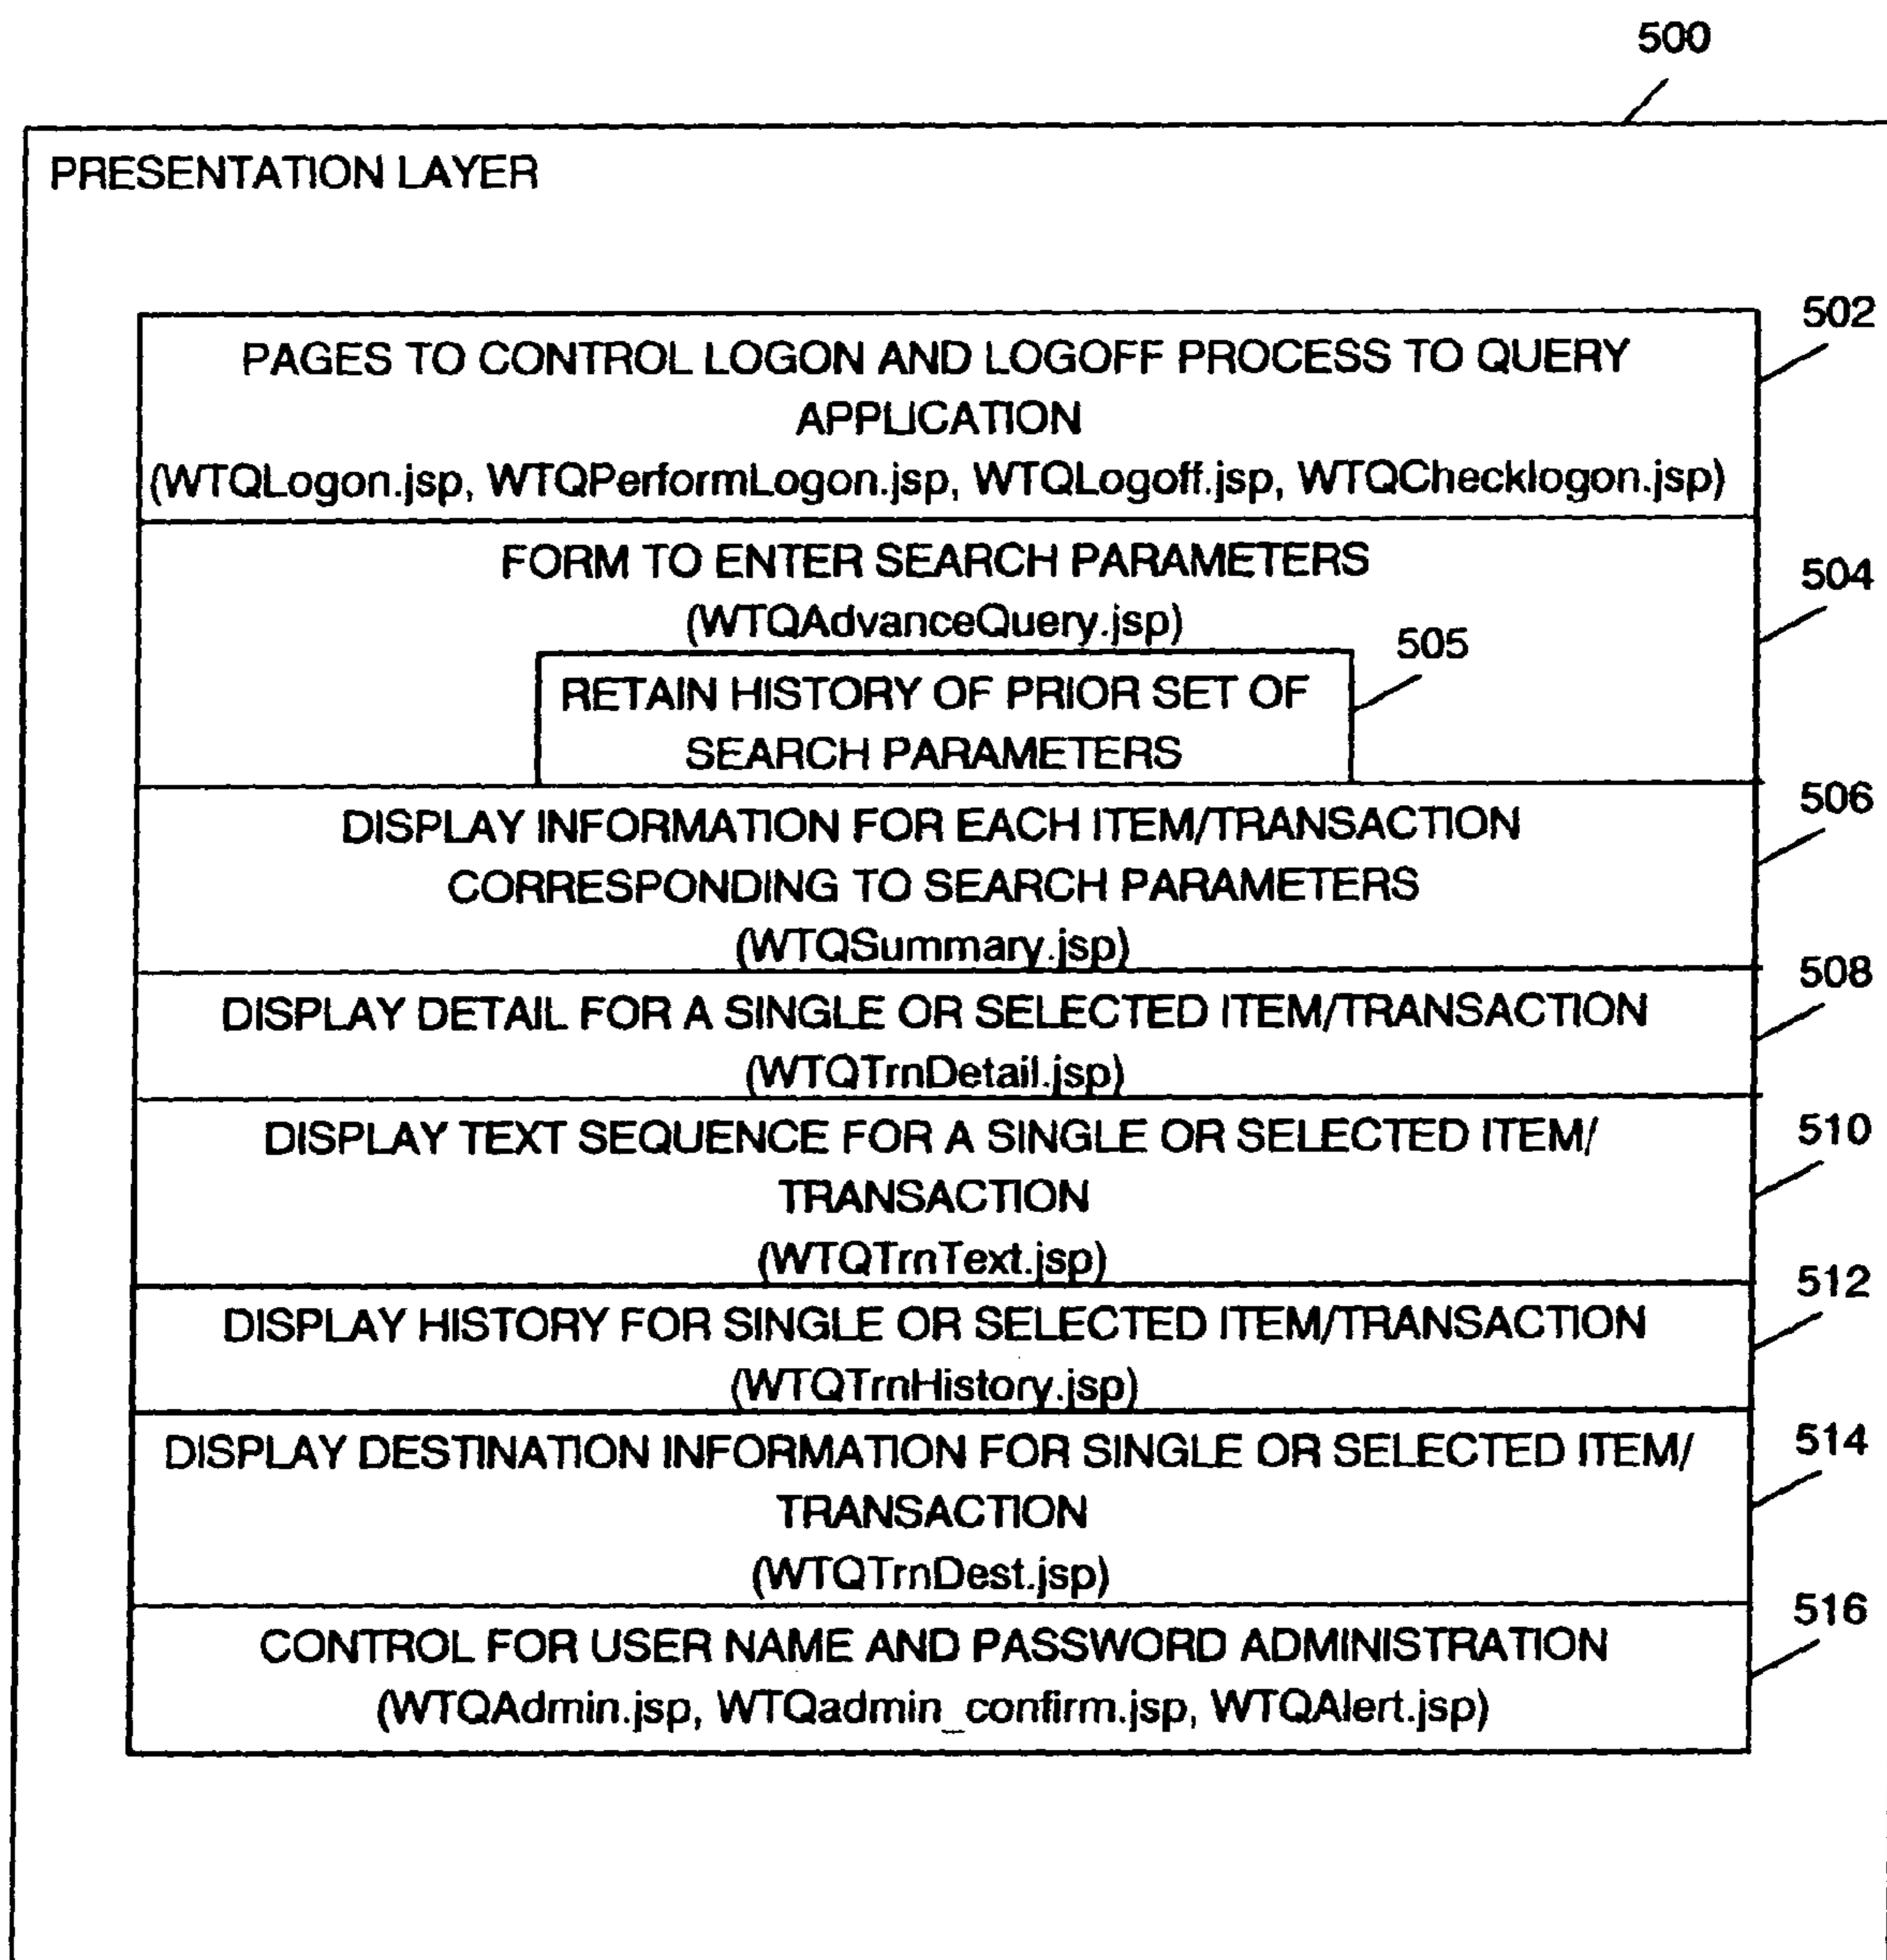 500
PRESENTATION LAYER
502
PAGES TO CONTROL LOGON AND LOGOFF PROCESS TO QUERY
APPLICATION
(WTQLogon.jsp, WTQPerformLogon.jsp, WTQLogoff.jsp, WTQChecklogon.jsp)
FORM TO ENTER SEARCH PARAMETERS
504
(WTQAdvanceQuery.jsp)
505
RETAIN HISTORY OF PRIOR SET OF
SEARCH PARAMETERS
506
DISPLAY INFORMATION FOR EACH ITEM/TRANSACTION
CORRESPONDING TO SEARCH PARAMETERS
(WTQSummary.jsp)
508
DISPLAY DETAIL FOR A SINGLE OR SELECTED ITEM/TRANSACTION
(WTQTrnDetail.jsp)
510
DISPLAY TEXT SEQUENCE FOR A SINGLE OR SELECTED ITEM/
TRANSACTION
(WTQTrnText.jsp)
512
DISPLAY HISTORY FOR SINGLE OR SELECTED ITEM/TRANSACTION
(WTQTrnHistory.jsp)
514
DISPLAY DESTINATION INFORMATION FOR SINGLE OR SELECTED ITEM/
TRANSACTION
(WTQTrnDest.jsp)
516
CONTROL FOR USER NAME AND PASSWORD ADMINISTRATION
(WTQAdmin.jsp, WTQadmin_confirm.jsp, WTQAlert.jsp)